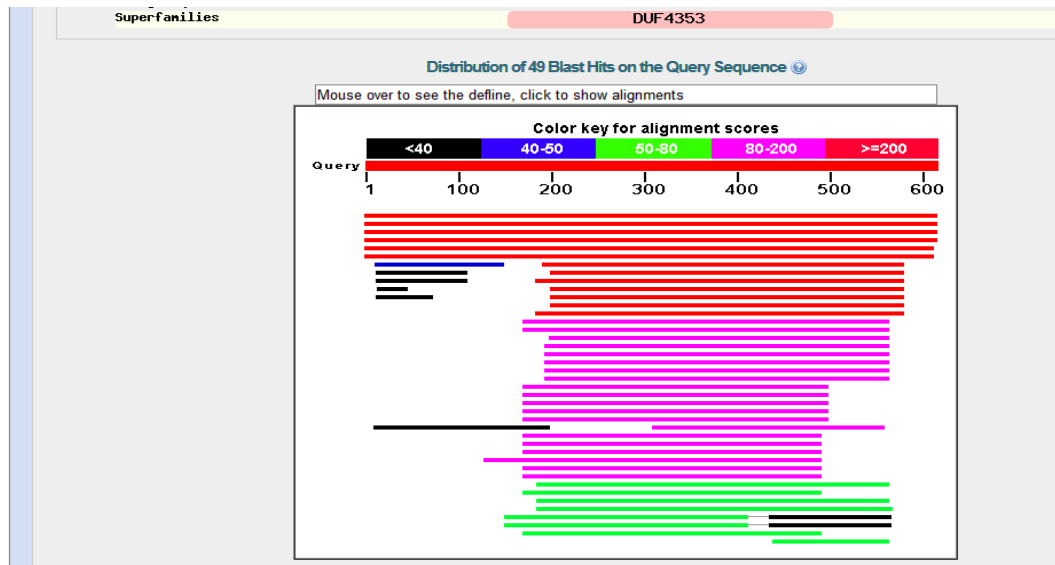 Superfamilies DUF4353
Distribution of 49 Blast Hits on the Query Sequence ?
Mouse over to see the defline, click to show alignments
Color key for alignment scores
<40 40-50 50-80 80-200 >=200
Query
1 100 200 300 400 500 600